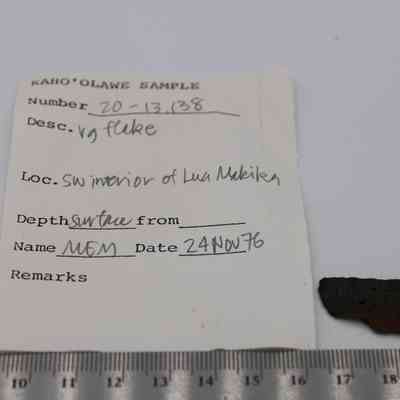 KAHO'OLAWE SAMPLE
Number 20-13,138
Desc. vg flake
Loc. SW interior of Lua Makika
Depth surface from
Name MEM Date 24 NOV 76
Remarks
10 11 12 13 14 15 16 17 18